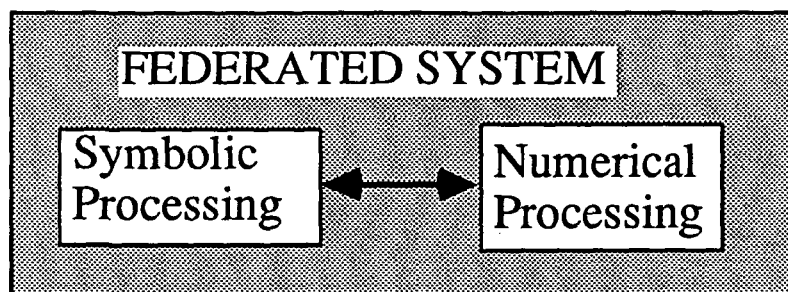 FEDERATED SYSTEM
Symbolic
Processing
Numerical
Processing